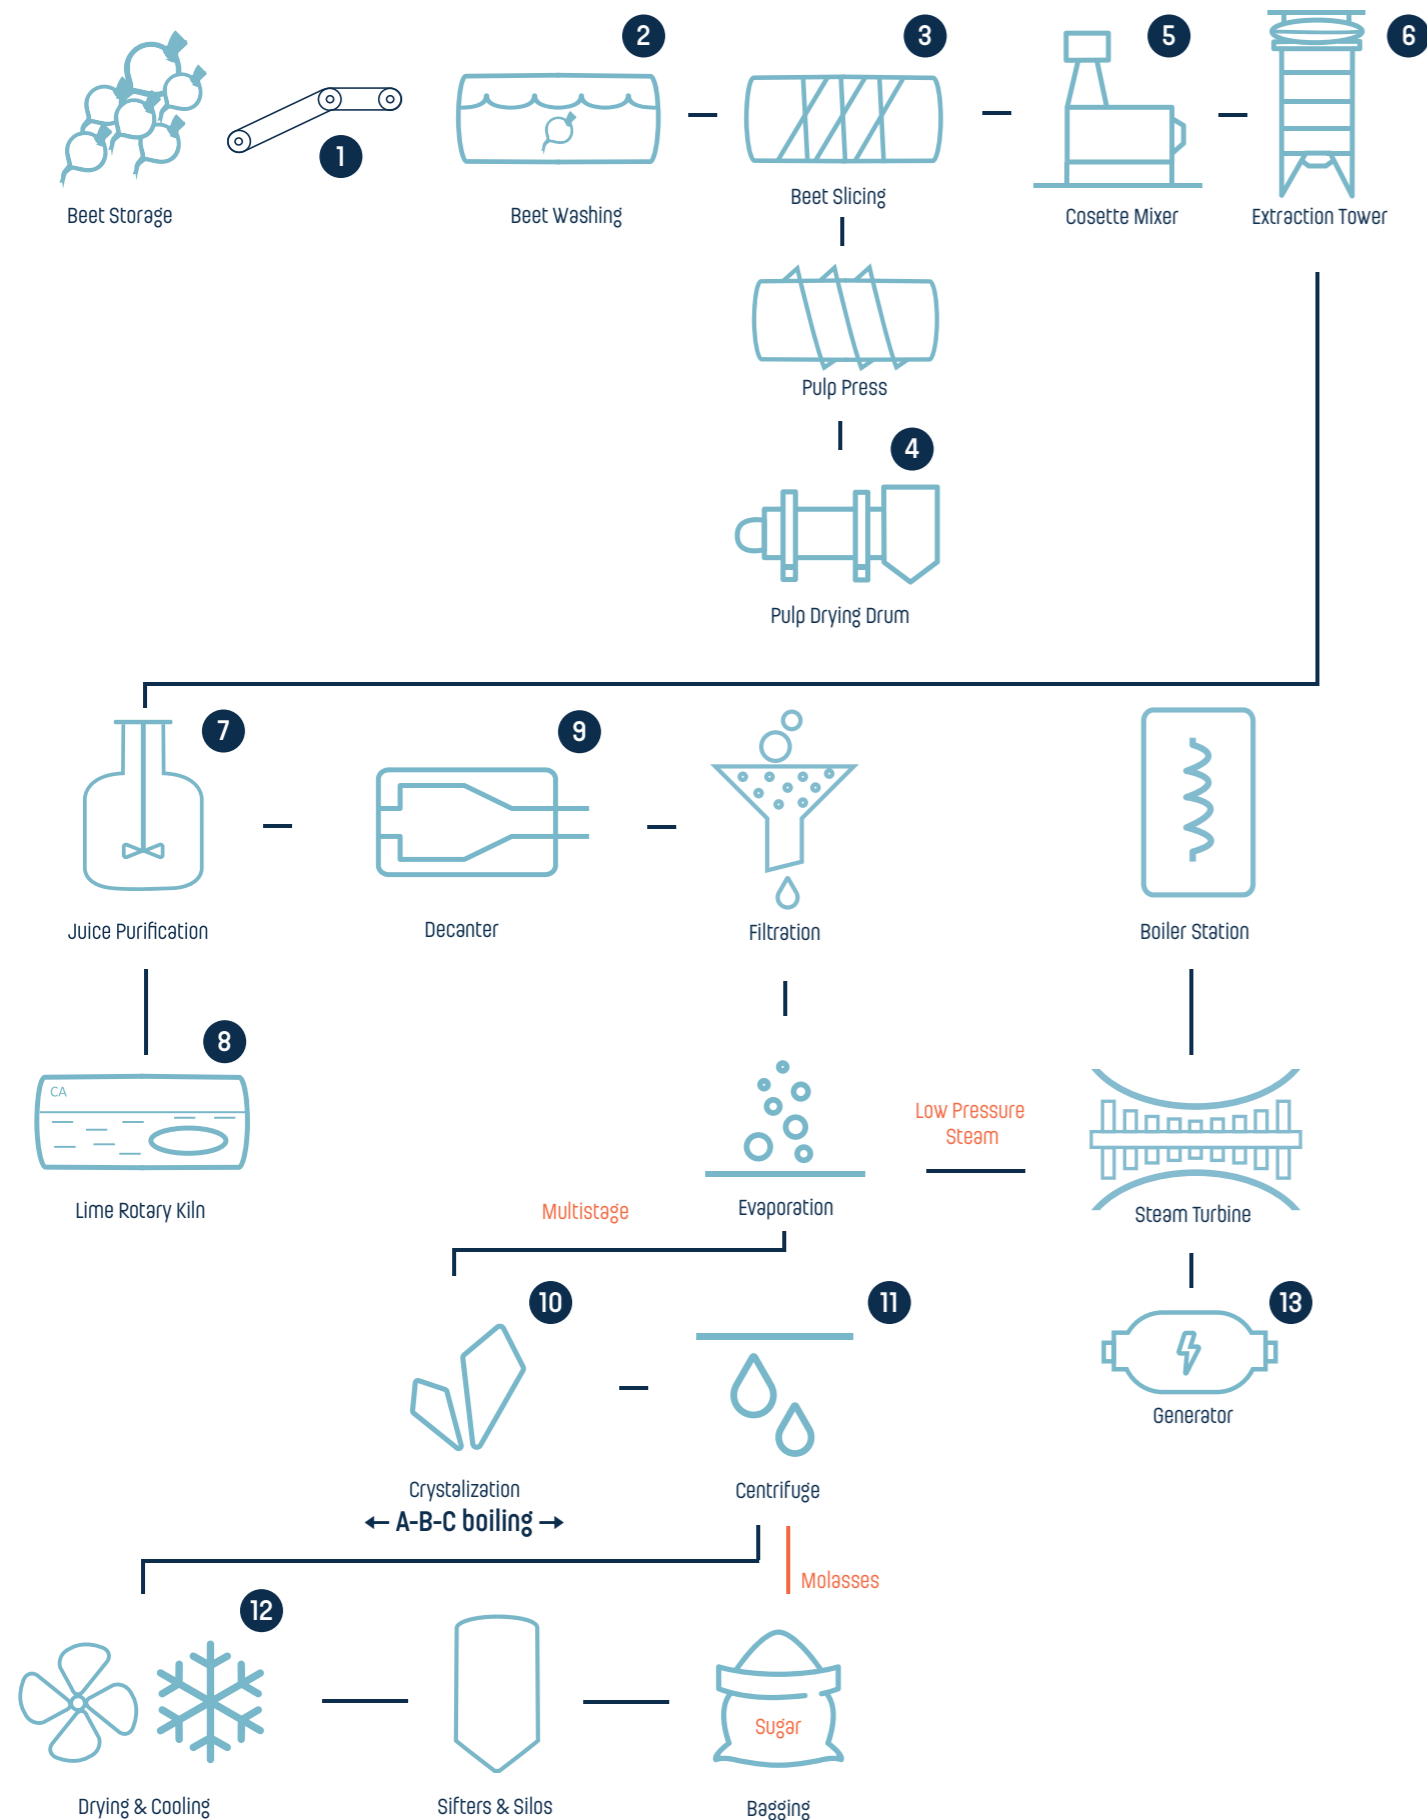 2
3
5
6
1
Beet Storage
Beet Washing
Beet Slicing
Cosette Mixer
Extraction Tower
Pulp Press
4
Pulp Drying Drum
7
9
Juice Purification
Decanter
Filtration
Boiler Station
8
CA
Lime Rotary Kiln
Low Pressure
Steam
Multistage
Evaporation
Steam Turbine
10
11
13
Generator
Crystalization
← A-B-C boiling →
Centrifuge
Molasses
12
Sugar
Drying & Cooling
Sifters & Silos
Bagging